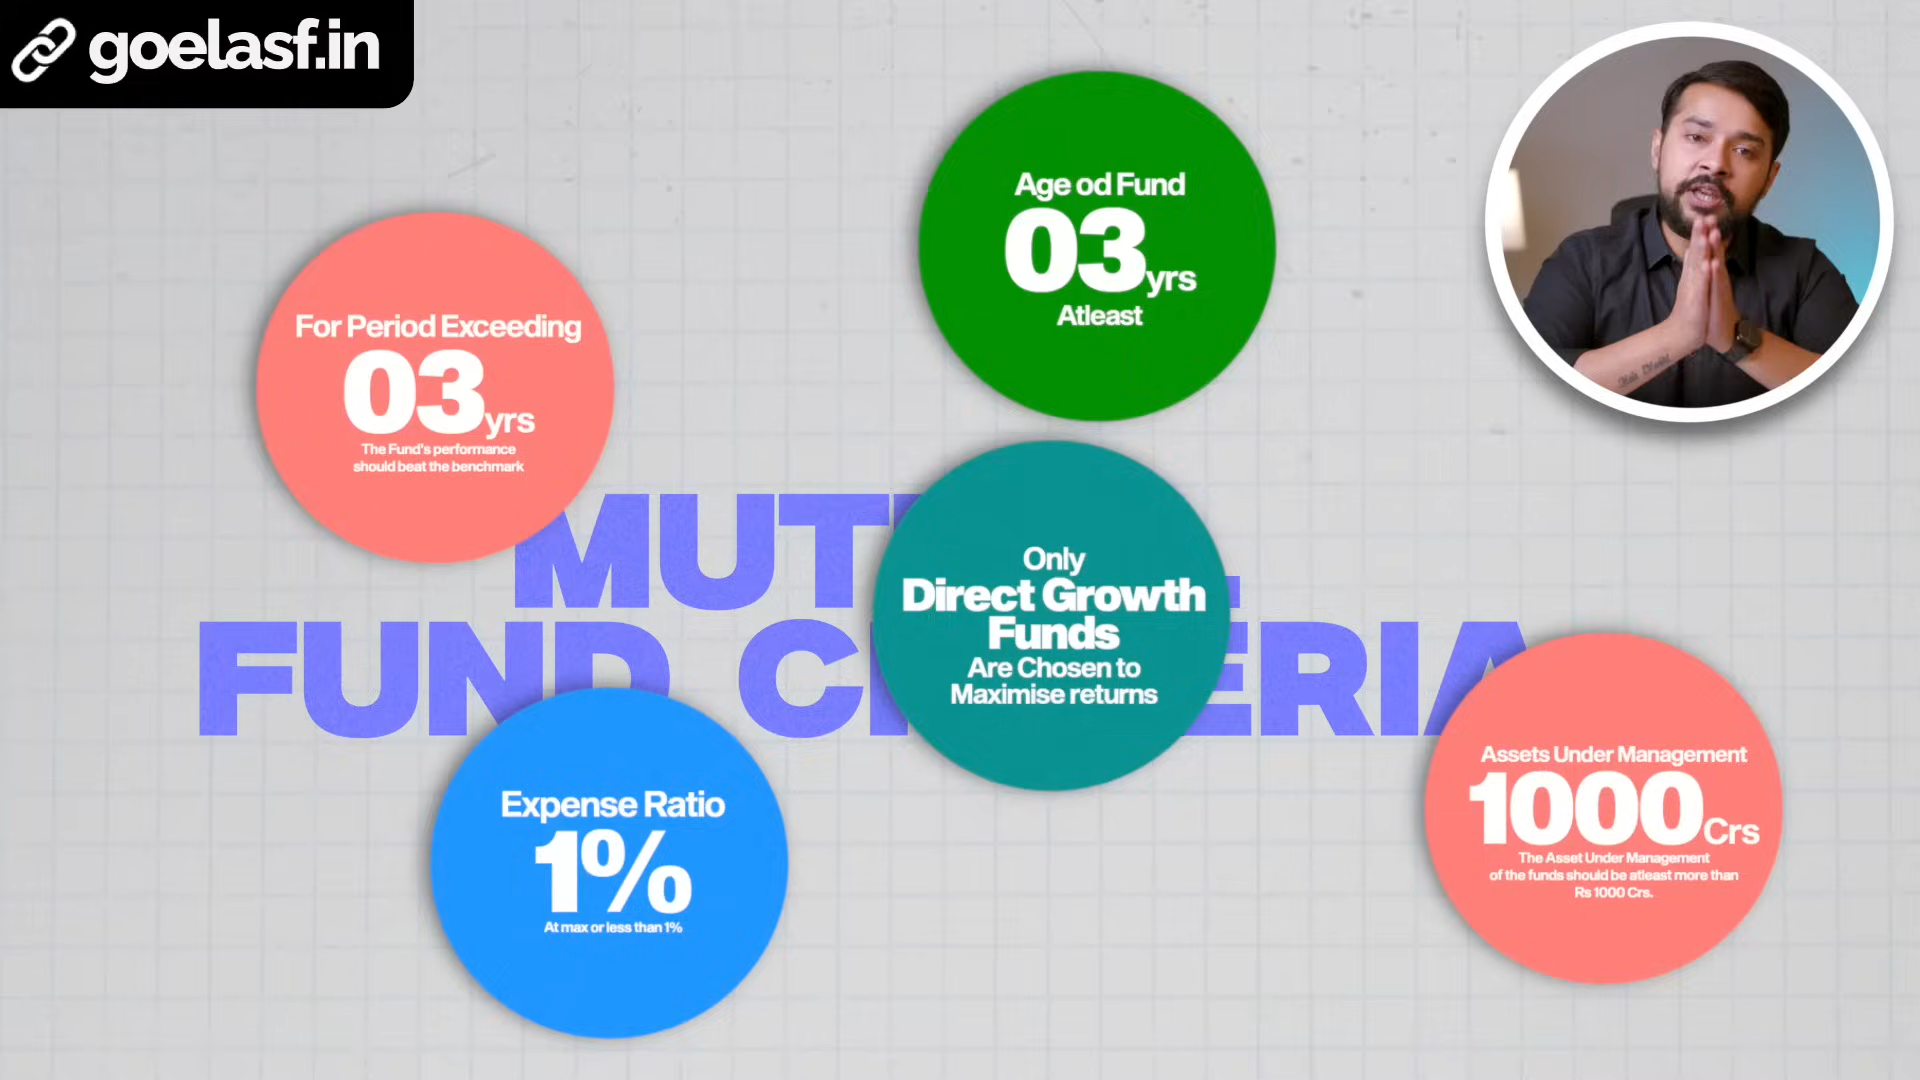 goelasf.in
Age od Fund
03yrs
Atleast
For Period Exceeding
03yrs
The Fund's performance
should beat the benchmark
MUT
FUND C ERIA
Only
Direct Growth
Funds
Are Chosen to
Maximise returns
Expense Ratio
1%
At max or less than 1%
Assets Under Management
1000Crs
The Asset Under Management
of the funds should be atleast more than
Rs 1000 Crs.